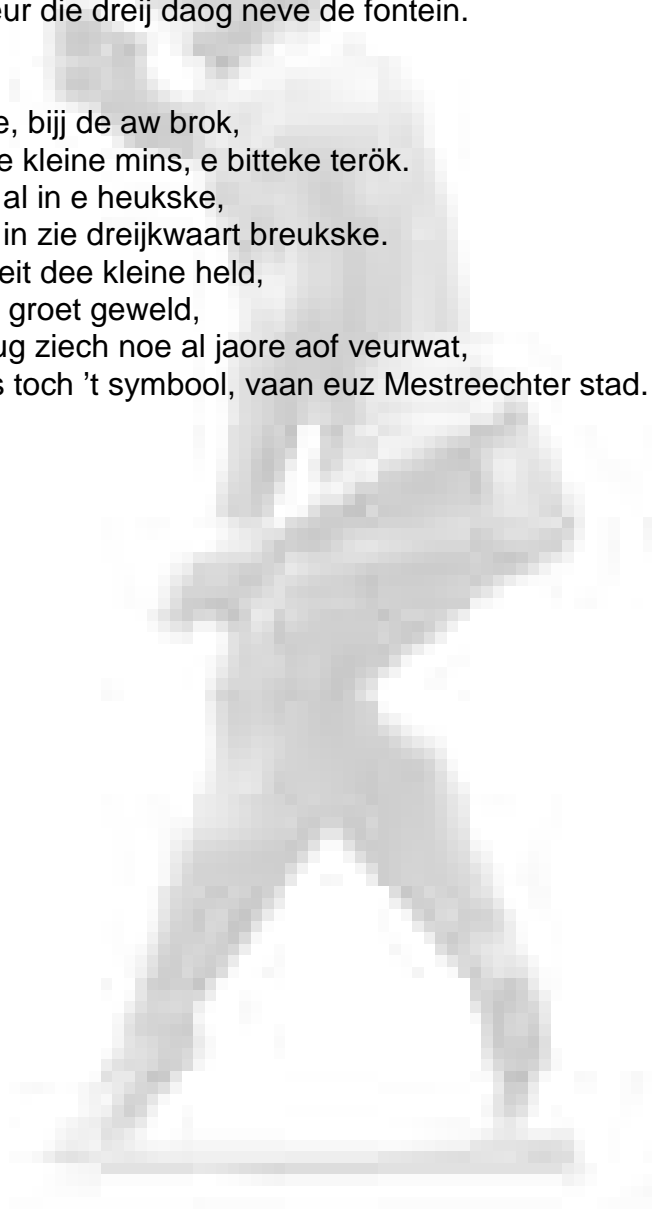 eur die dreij daog neve de fontein.
e, bijj de aw brok,
e kleine mins, e bitteke terök.
al in e heukske,
in zie dreijkwaart breukske.
eit dee kleine held,
groet geweld,
ug ziech noe al jaore aof veurwat,
s toch ’t symbool, vaan euz Mestreechter stad.